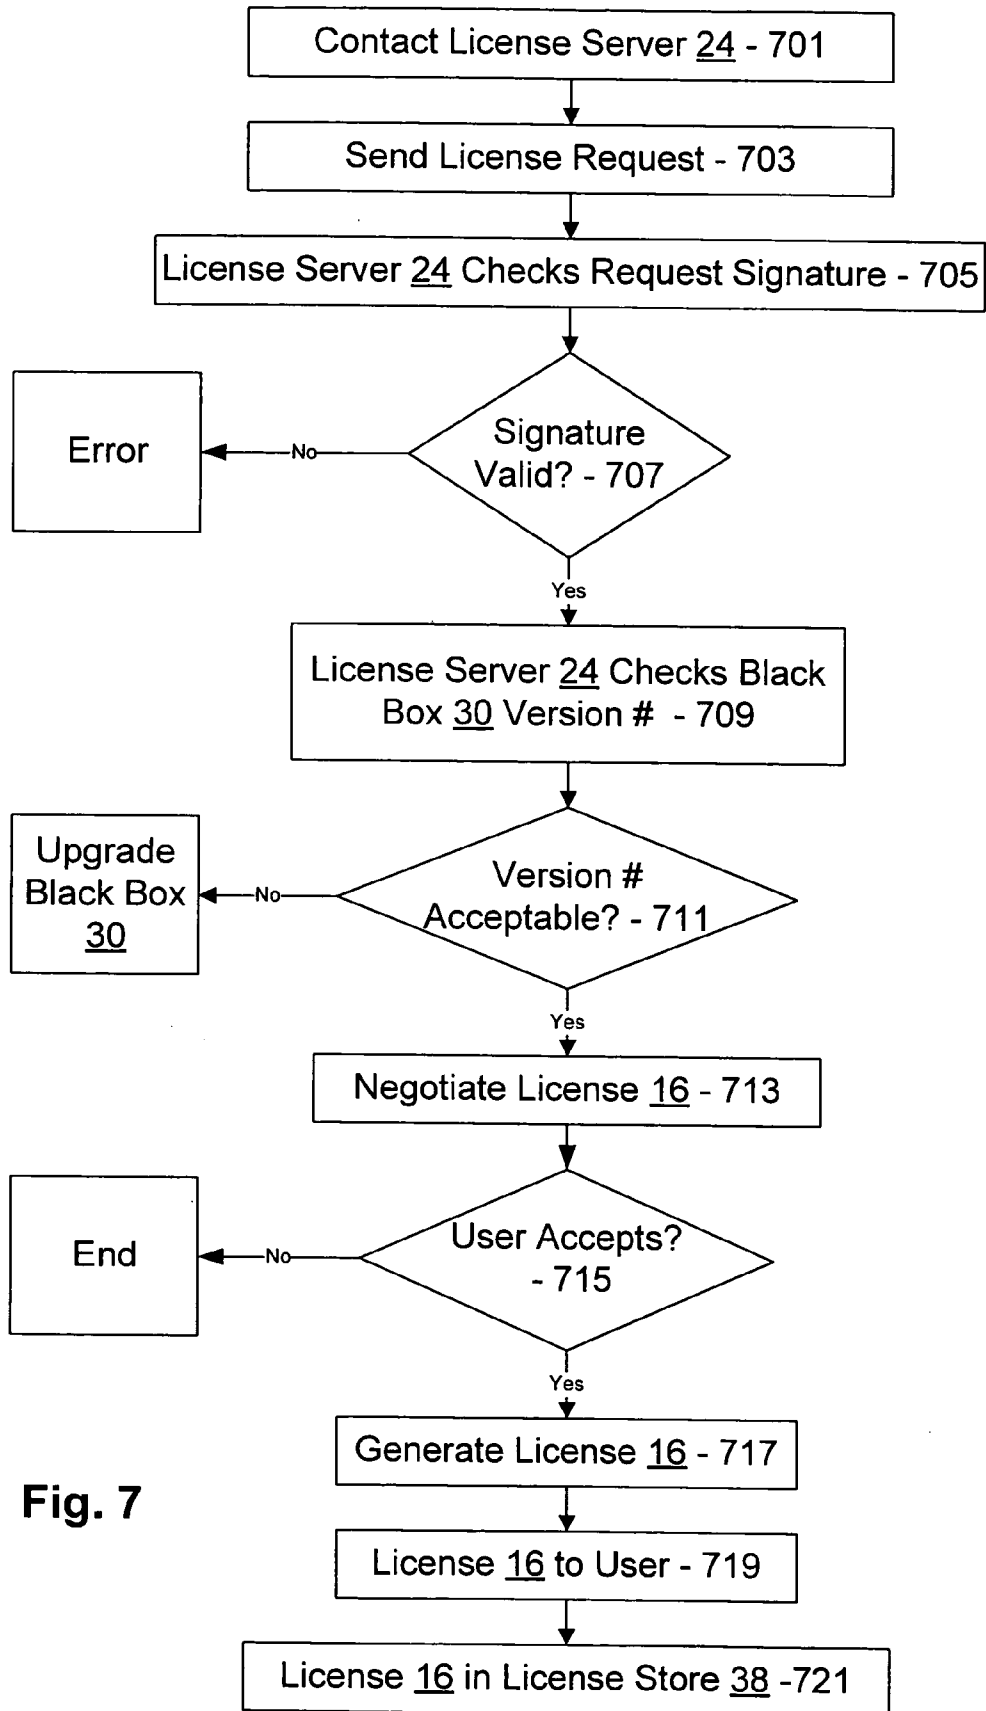 Contact License Server 24 - 701
Send License Request - 703
License Server 24 Checks Request Signature - 705
Signature
Valid? - 707
No
Error
Yes
License Server 24 Checks Black
Box 30 Version # - 709
Version #
Acceptable? - 711
No
Upgrade
Black Box
30
Yes
Negotiate License 16 - 713
User Accepts?
- 715
No
End
Yes
Generate License 16 - 717
Fig. 7
License 16 to User - 719
License 16 in License Store 38 -721